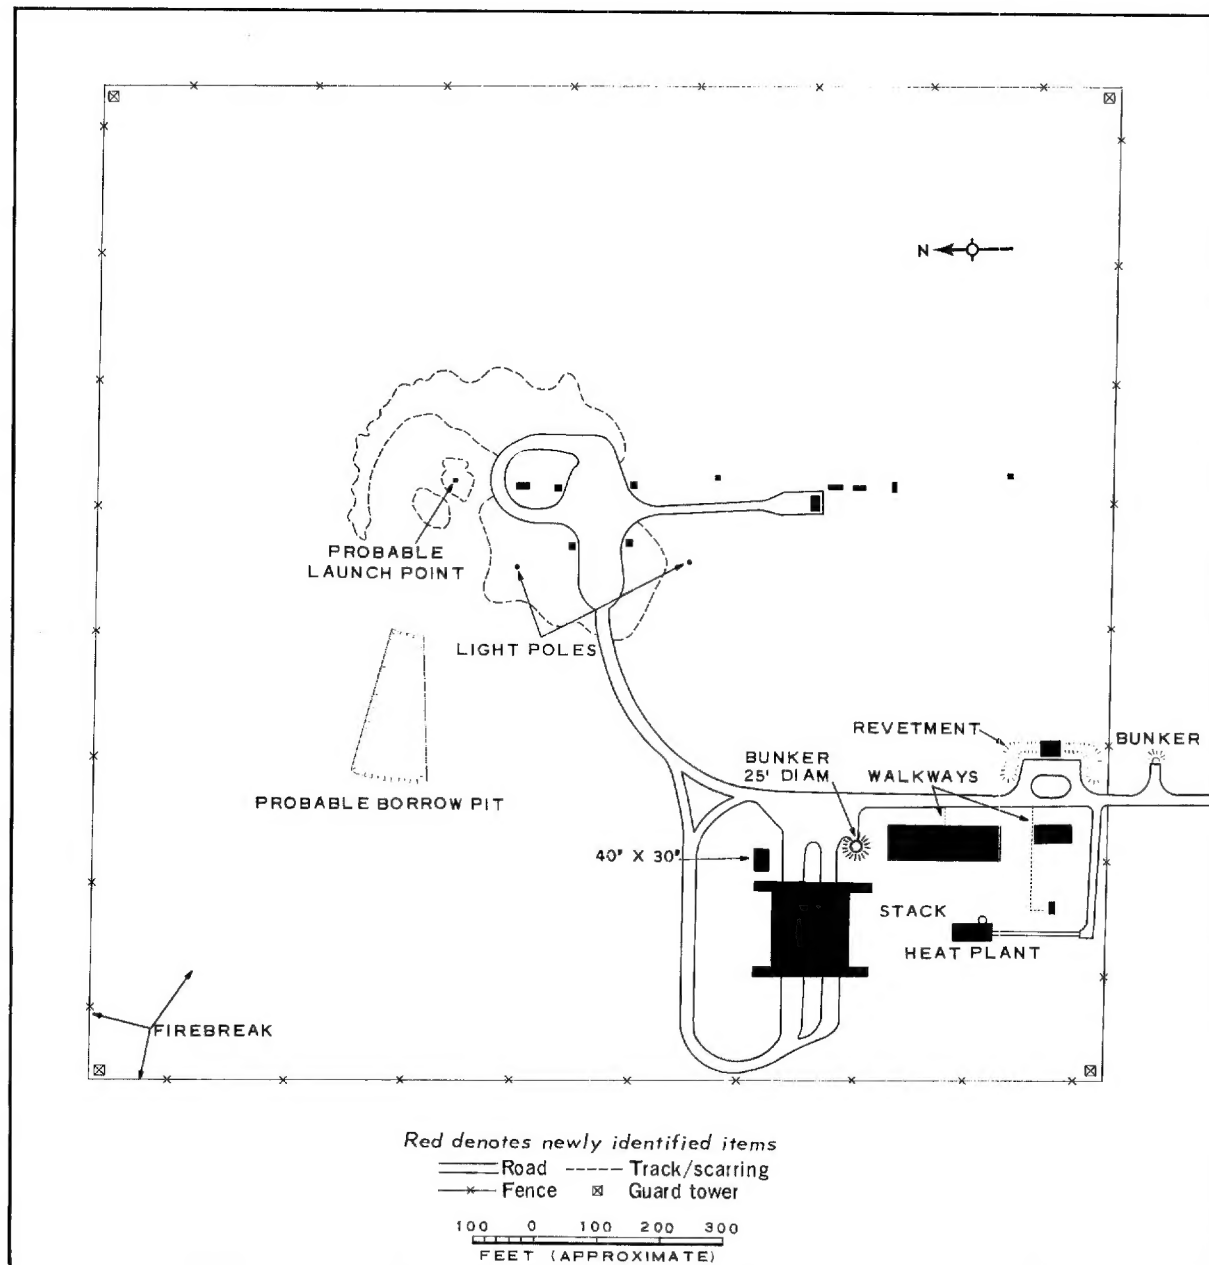 N
PROBABLE
LAUNCH POINT
LIGHT POLES
REVETMENT
BUNKER
BUNKER
25' DIAM
WALKWAYS
PROBABLE BORROW PIT
40' X 30'
STACK
HEAT PLANT
FIREBREAK
Red denotes newly identified items
Road Track/scarring
Fence Guard tower
100 0 100 200 300
FEET (APPROXIMATE)